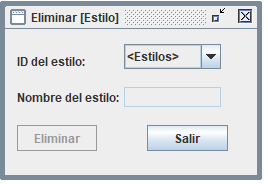 Eliminar [Estilo]
ID del estilo: <Estilos>
Nombre del estilo:
Eliminar Salir